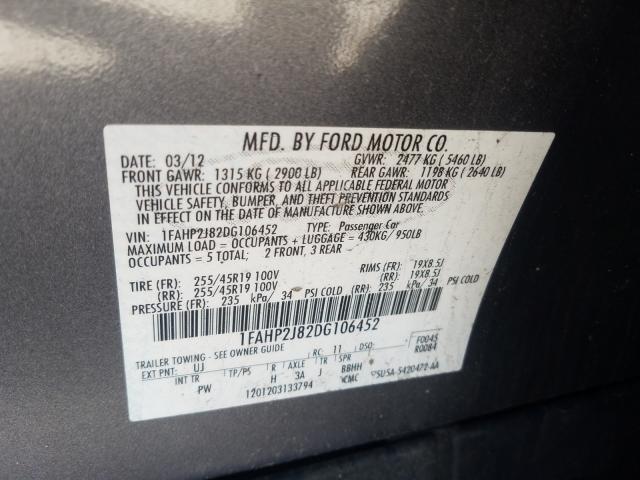 MFD. BY FORD MOTOR CO.
DATE: 03/12 GVWR: 2477 KG ( 5460 LB)
FRONT GAWR: 1315 KG ( 2900 LB) REAR GAWR: 1198 KG ( 2640 LB)
THIS VEHICLE CONFORMS TO ALL APPLICABLE FEDERAL MOTOR
VEHICLE SAFETY, BUMPER, AND THEFT PREVENTION STANDARDS
IN EFFECT ON THE DATE OF MANUFACTURE SHOWN ABOVE.
VIN: 1FAHP2J82DG106452 TYPE: Passenger Car
MAXIMUM LOAD = OCCUPANTS + LUGGAGE = 430KG/950LB
OCCUPANTS = 5 TOTAL; 2 FRONT, 3 REAR
TIRE (FR): 255/45R19 100V RIMS (FR): 19X8.5J
(RR): 255/45R19 100V (RR): 19X8.5J
PRESSURE (FR): 235 kPa/ 34 PSI COLD (RR): 235 kPa/ 34 PSI COLD
1FAHP2J82DG106452
TRAILER TOWING - SEE OWNER GUIDE RC: 11 DSO: F0045
R0084
EXT PNT: UJ
INT TR TP/PS R AXLE TR SPR
PW H 3A J BBHH
1201203133794